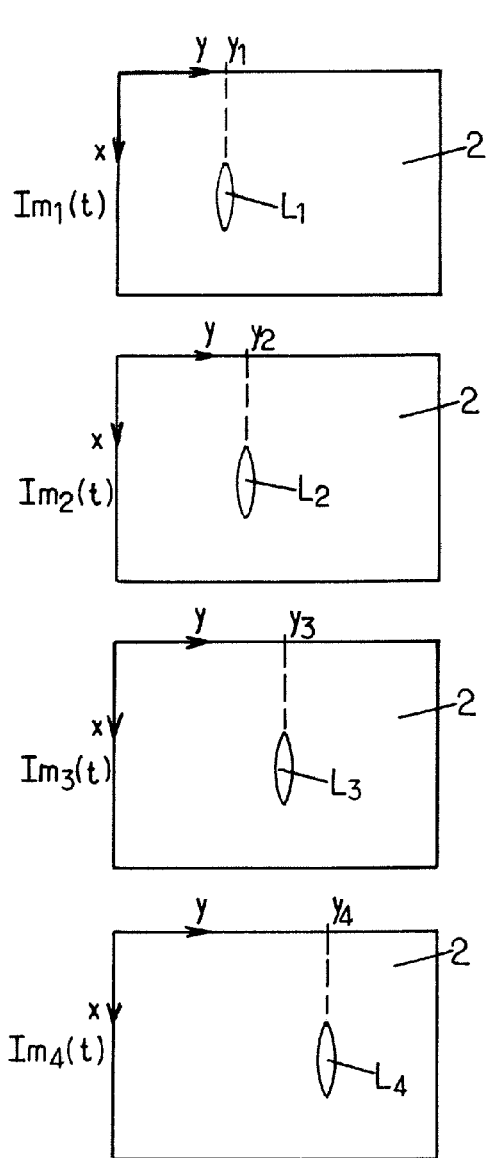 y y₁
2
x
Im₁(t)
L₁
y y₂
2
x
Im₂(t)
L₂
y y₃
2
x
Im₃(t)
L₃
y y₄
2
x
Im₄(t)
L₄